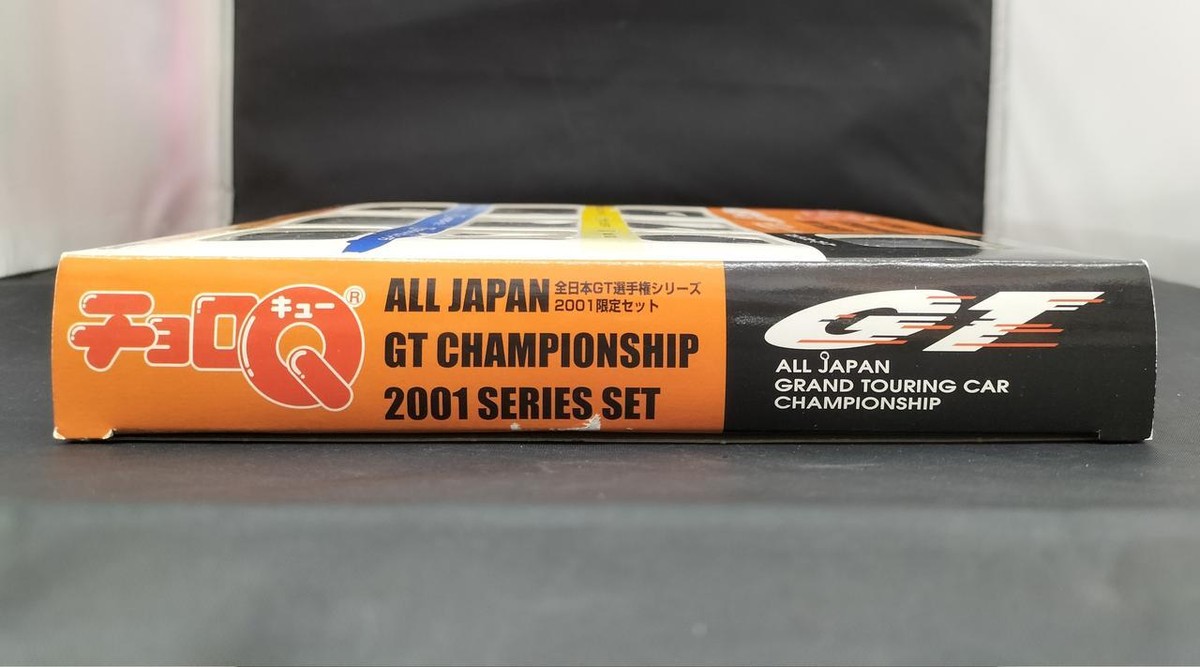 チョロQ
キュー
®
ALL JAPAN
全日本GT選手権シリーズ
2001限定セット
GT CHAMPIONSHIP
2001 SERIES SET
GT
ALL JAPAN
GRAND TOURING CAR
CHAMPIONSHIP